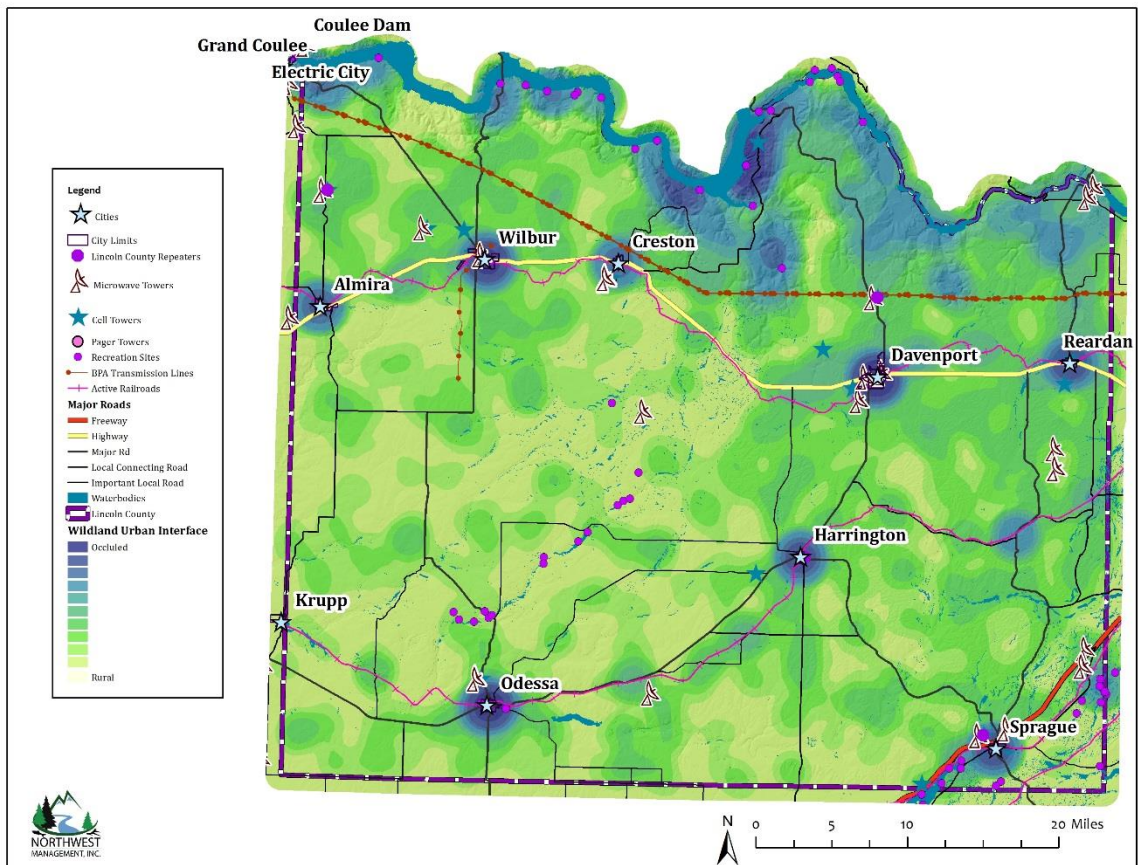 Coulee Dam
Grand Coulee
Electric City
Wilbur
Creston
Almira
Davenport
Reardan
Harrington
Krupp
Odessa
Sprague
Legend
Cities
City Limits
Lincoln County Repeaters
Microwave Towers
Cell Towers
Pager Towers
Recreation Sites
BPA Transmission Lines
Active Railroads
Major Roads
Freeway
Highway
Major Rd
Local Connecting Road
Important Local Road
Waterbodies
Lincoln County
Wildland Urban Interface
Occluded
Rural
NORTHWEST
MANAGEMENT, INC.
N
0 5 10 20 Miles